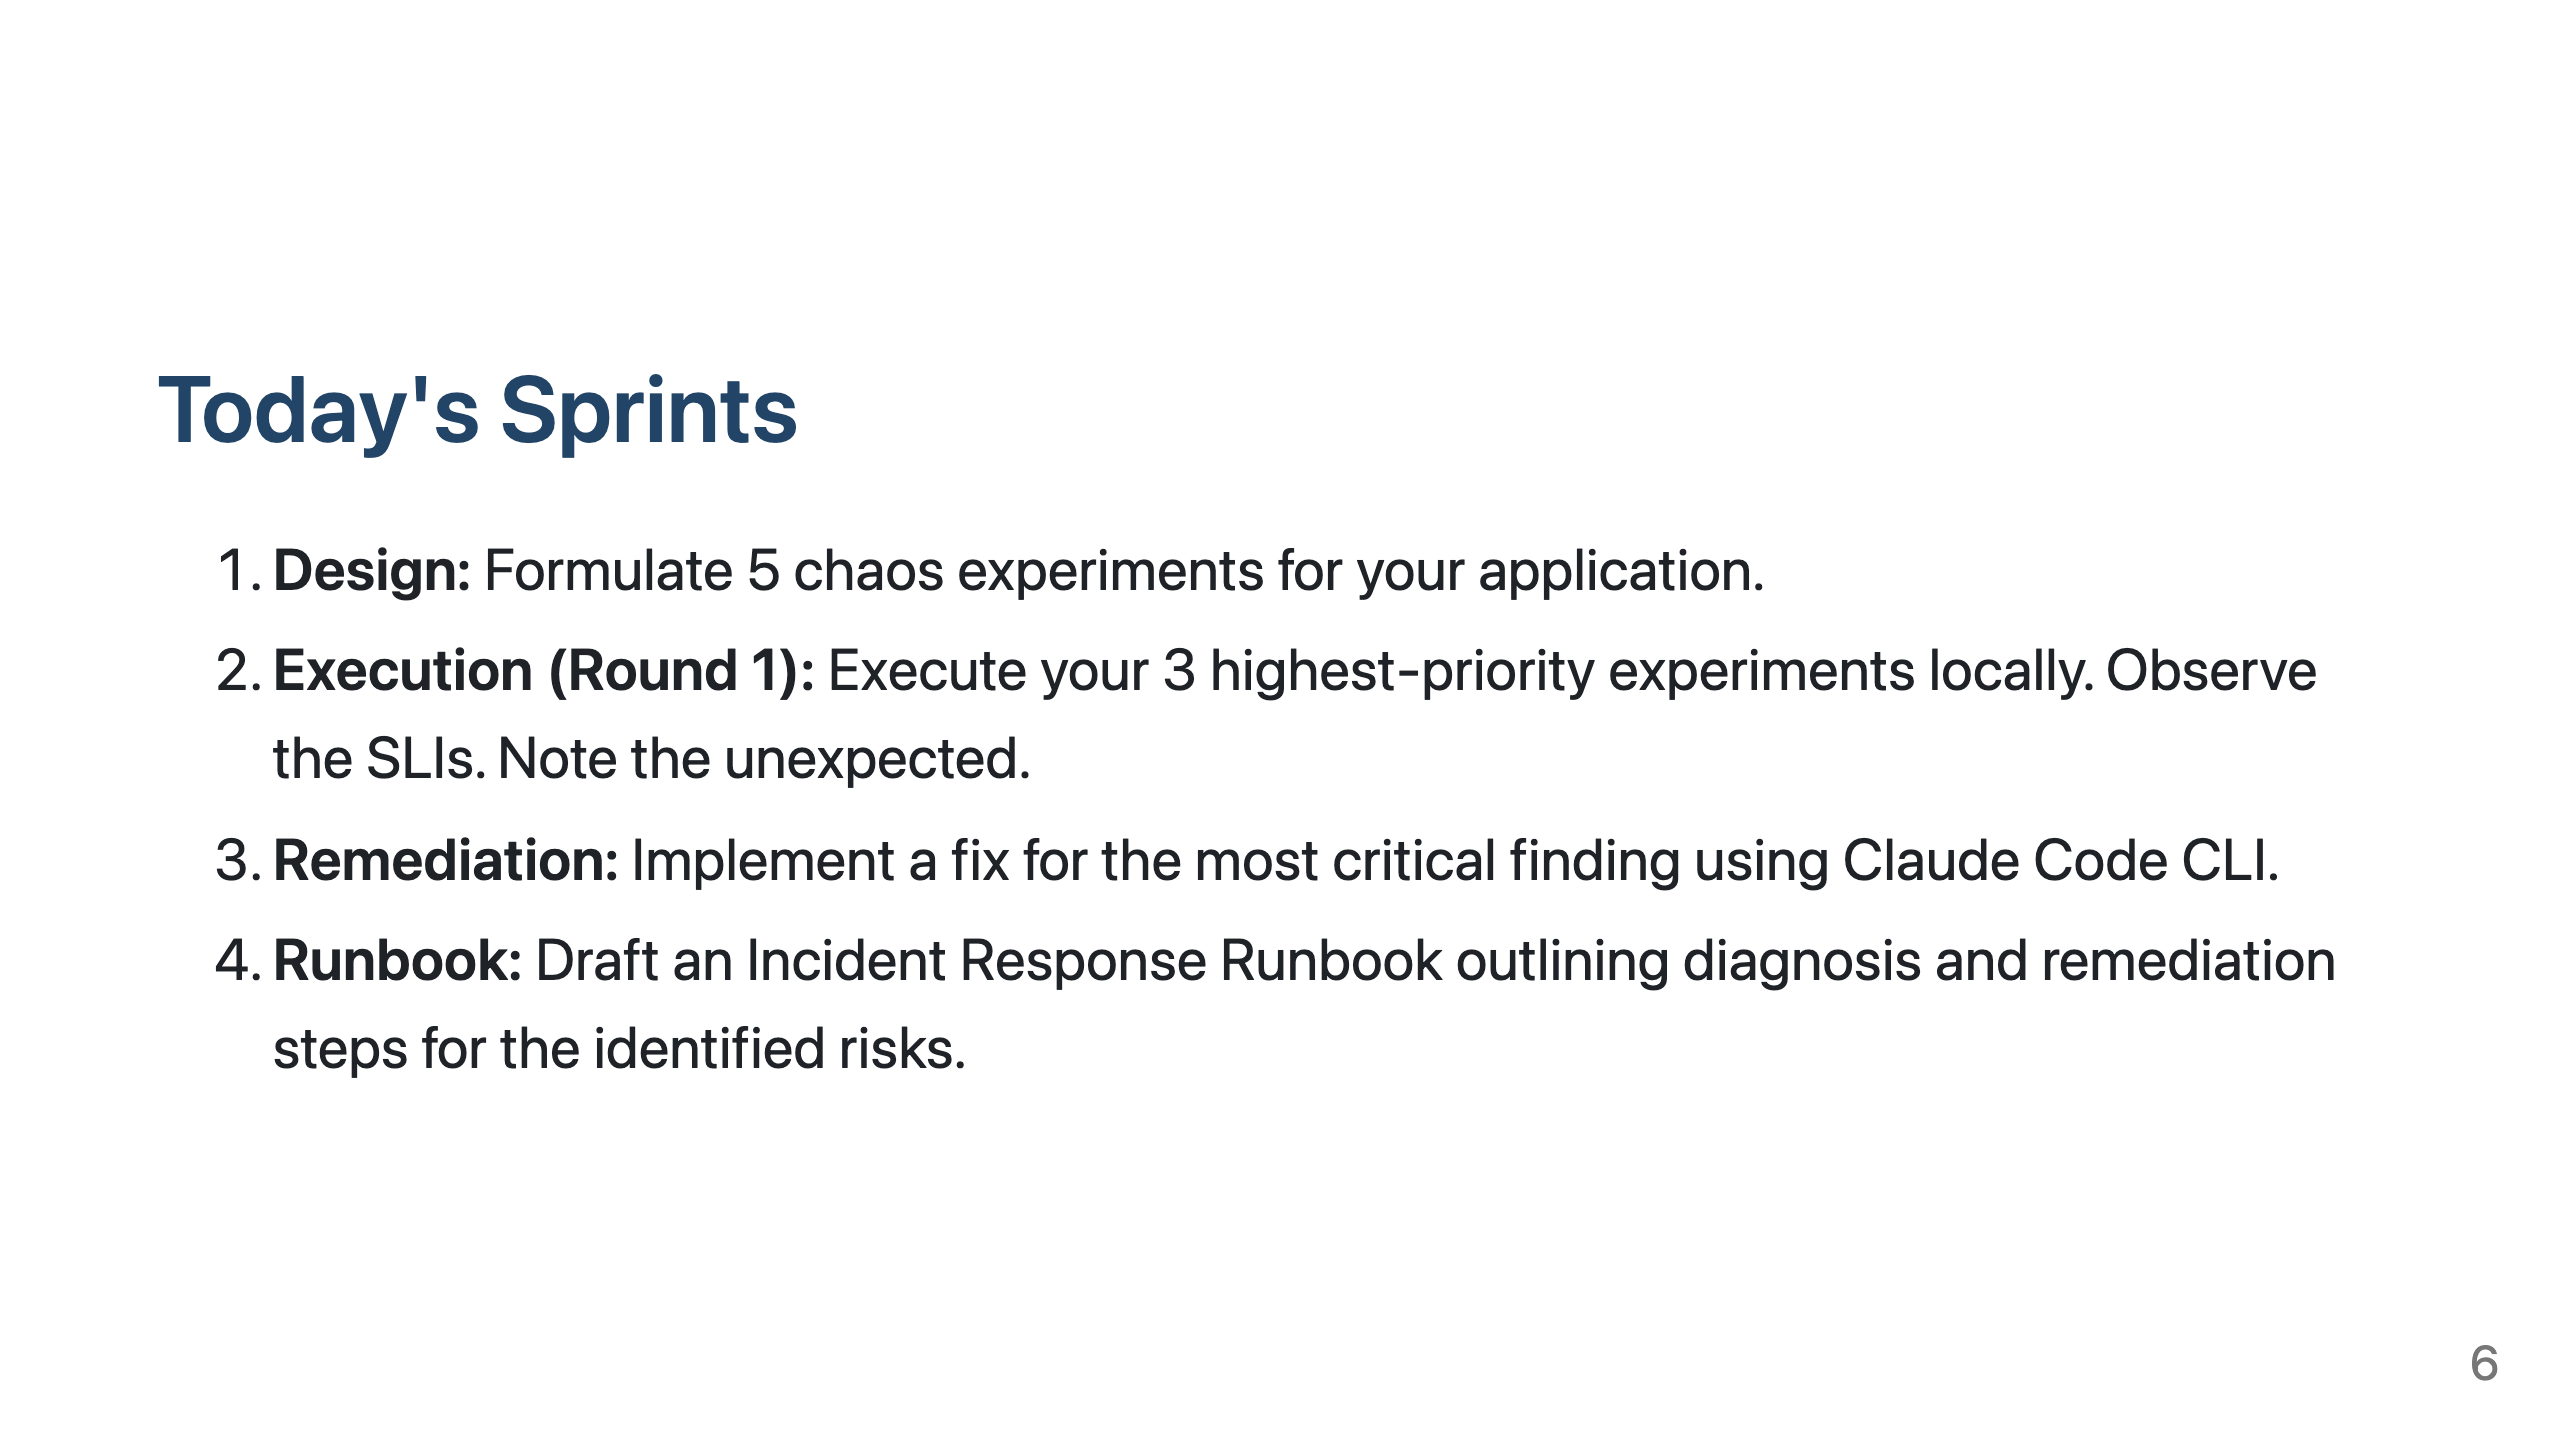 Today's Sprints
1. Design: Formulate 5 chaos experiments for your application.
2. Execution (Round 1): Execute your 3 highest-priority experiments locally. Observe
the SLIs. Note the unexpected.
3. Remediation: Implement a fix for the most critical finding using Claude Code CLI.
4. Runbook: Draft an Incident Response Runbook outlining diagnosis and remediation
steps for the identified risks.
6